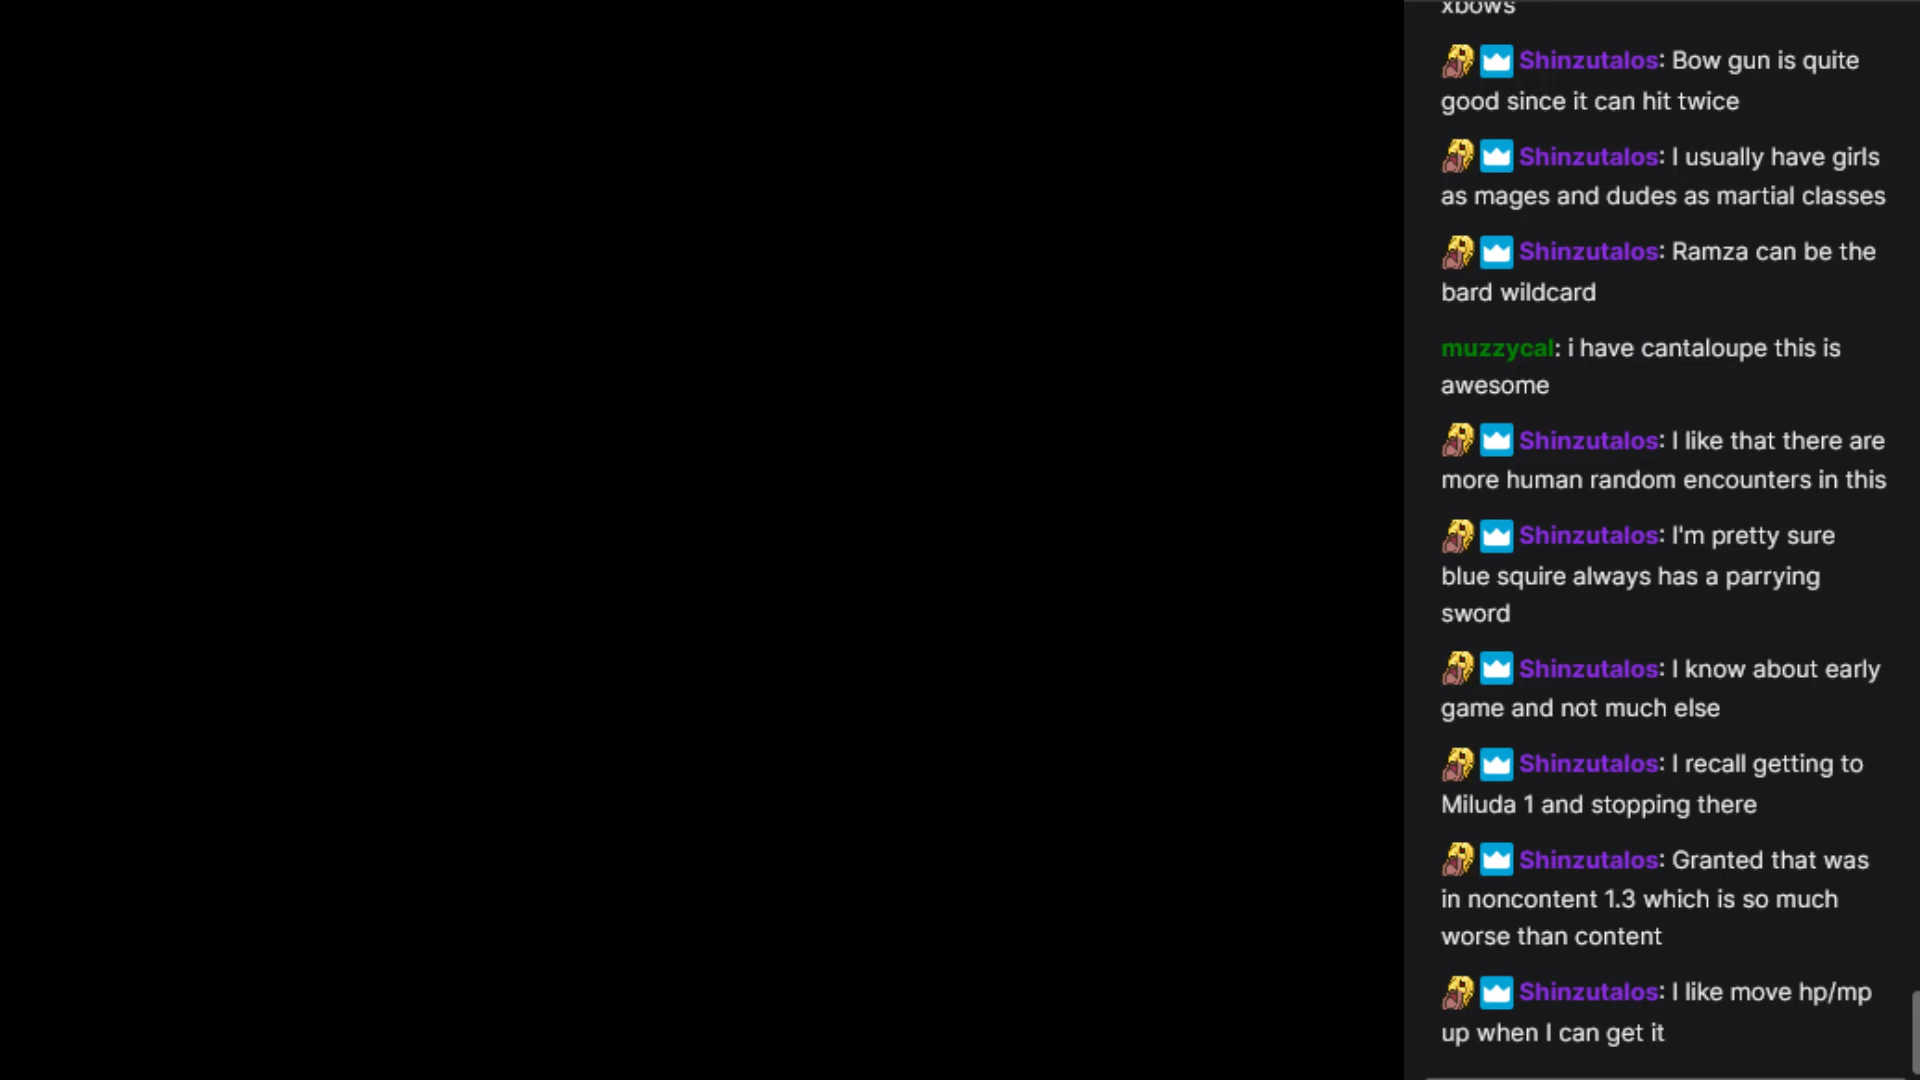 xbows
Shinzutalos: Bow gun is quite
good since it can hit twice
Shinzutalos: I usually have girls
as mages and dudes as martial classes
Shinzutalos: Ramza can be the
bard wildcard
muzzycal: i have cantaloupe this is
awesome
Shinzutalos: I like that there are
more human random encounters in this
Shinzutalos: I'm pretty sure
blue squire always has a parrying
sword
Shinzutalos: I know about early
game and not much else
Shinzutalos: I recall getting to
Miluda 1 and stopping there
Shinzutalos: Granted that was
in noncontent 1.3 which is so much
worse than content
Shinzutalos: I like move hp/mp
up when I can get it